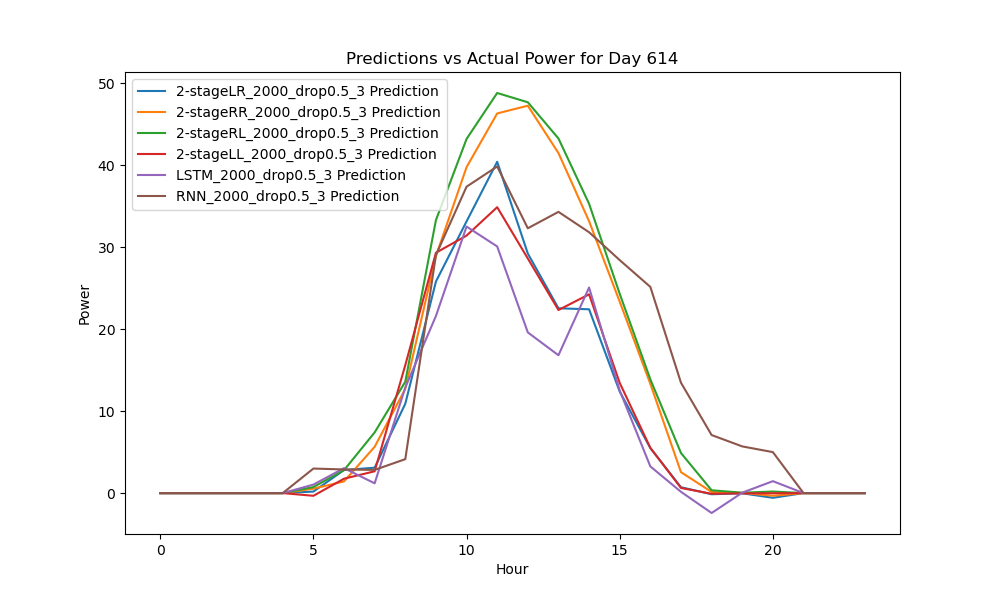 Predictions vs Actual Power for Day 614
2-stageLR_2000_drop0.5_3 Prediction
2-stageRR_2000_drop0.5_3 Prediction
2-stageRL_2000_drop0.5_3 Prediction
2-stageLL_2000_drop0.5_3 Prediction
LSTM_2000_drop0.5_3 Prediction
RNN_2000_drop0.5_3 Prediction
Power
50
40
30
20
10
0
0 5 10 15 20
Hour